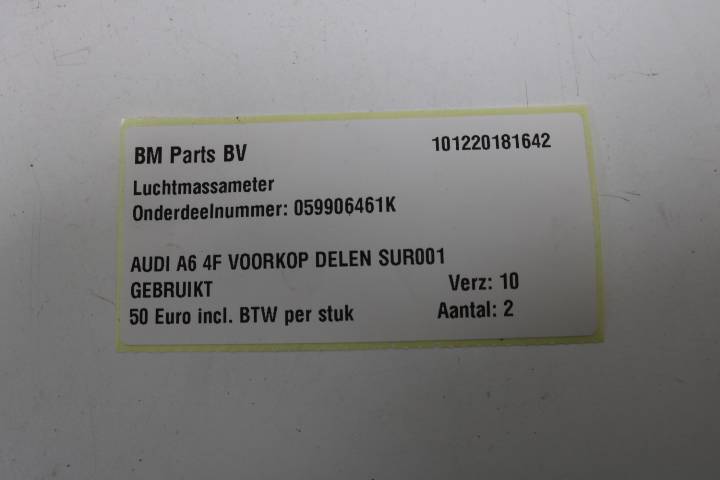 BM Parts BV 101220181642
Luchtmassameter
Onderdeelnummer: 059906461K
AUDI A6 4F VOORKOP DELEN SUR001
GEBRUIKT Verz: 10
50 Euro incl. BTW per stuk Aantal: 2